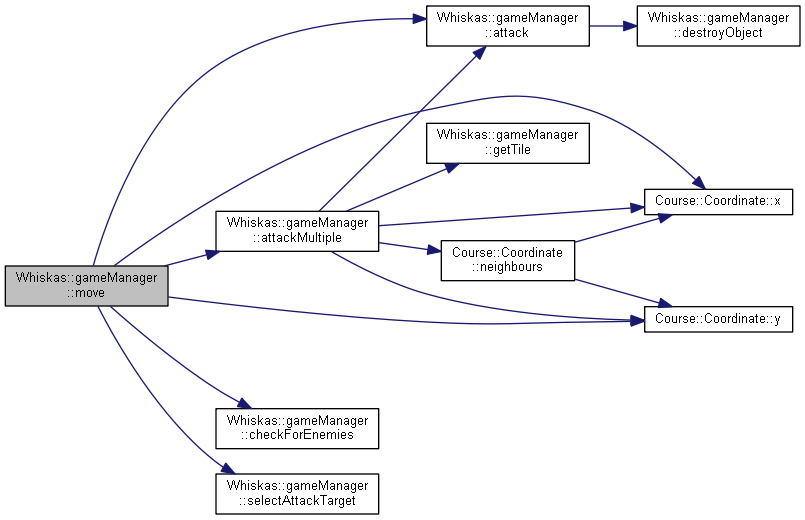 Whiskas::gameManager
::move
Whiskas::gameManager
::attackMultiple
Whiskas::gameManager
::checkForEnemies
Whiskas::gameManager
::selectAttackTarget
Whiskas::gameManager
::attack
Whiskas::gameManager
::getTile
Course::Coordinate
::neighbours
Whiskas::gameManager
::destroyObject
Course::Coordinate::x
Course::Coordinate::y